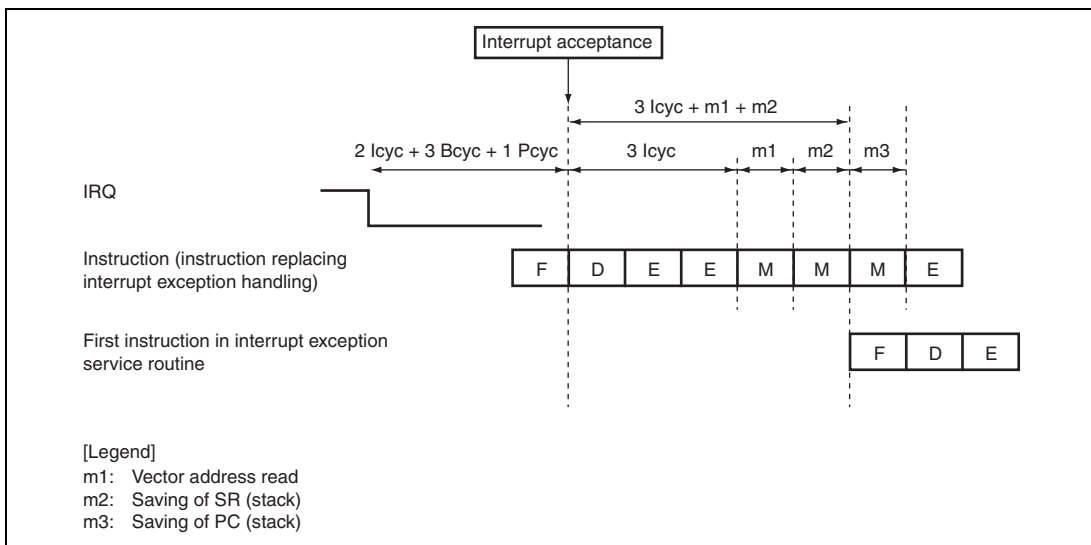 Interrupt acceptance
3 Icyc + m1 + m2
2 Icyc + 3 Bcyc + 1 Pcyc 3 Icyc m1 m2 m3
IRQ
Instruction (instruction replacing
interrupt exception handling)
F D E E M M M E
First instruction in interrupt exception
service routine
F D E
[Legend]
m1: Vector address read
m2: Saving of SR (stack)
m3: Saving of PC (stack)